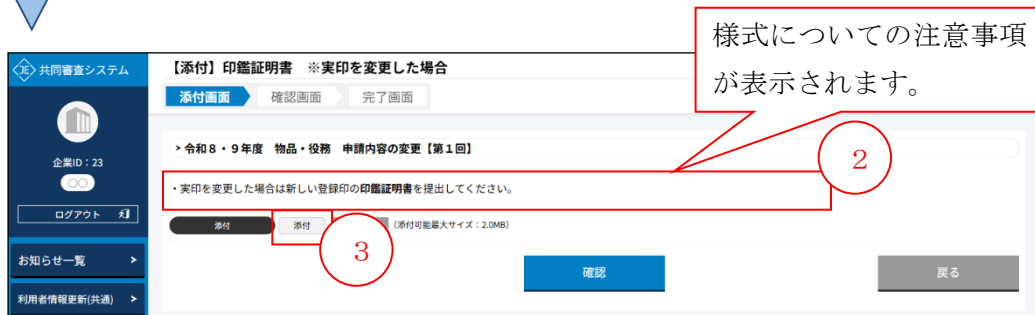 様式についての注意事項
が表示されます。
JE 共同審査システム
【添付】印鑑証明書 ※実印を変更した場合
添付画面 確認画面 完了画面
企業ID：23
○○
ログアウト
> 令和８・９年度 物品・役務 申請内容の変更【第１回】
2
・実印を変更した場合は新しい登録印の印鑑証明書を提出してください。
添付 添付 (添付可能最大サイズ：2.0MB)
3
お知らせ一覧 >
確認 戻る
利用者情報更新(共通) >